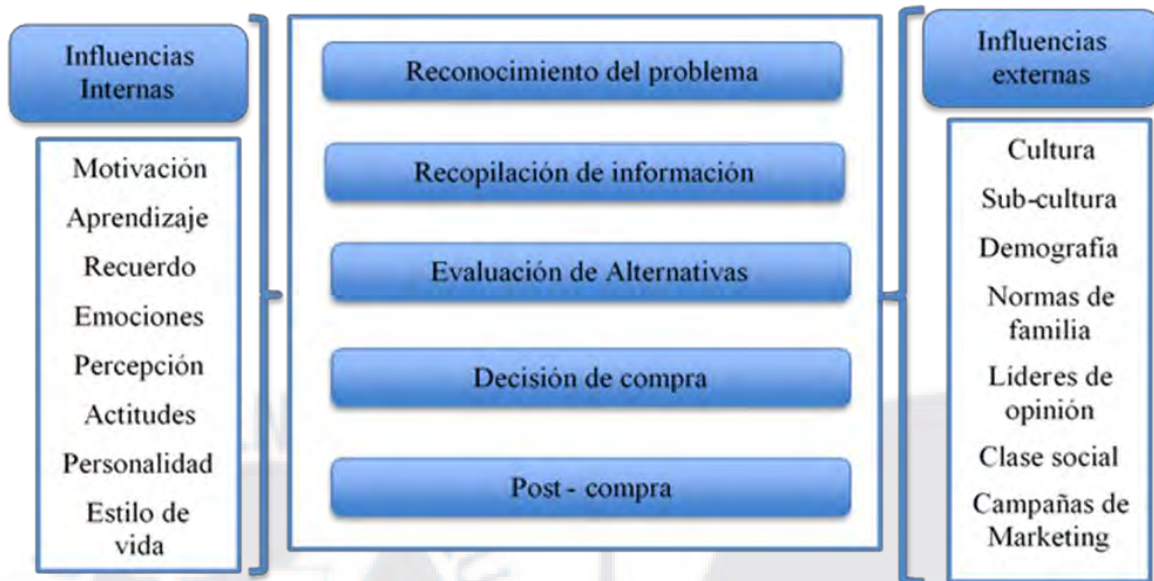 Influencias
Internas
Motivación
Aprendizaje
Recuerdo
Emociones
Percepción
Actitudes
Personalidad
Estilo de
vida
Reconocimiento del problema
Recopilación de información
Evaluación de Alternativas
Decisión de compra
Post - compra
Influencias
externas
Cultura
Sub-cultura
Demografía
Normas de
familia
Líderes de
opinión
Clase social
Campañas de
Marketing